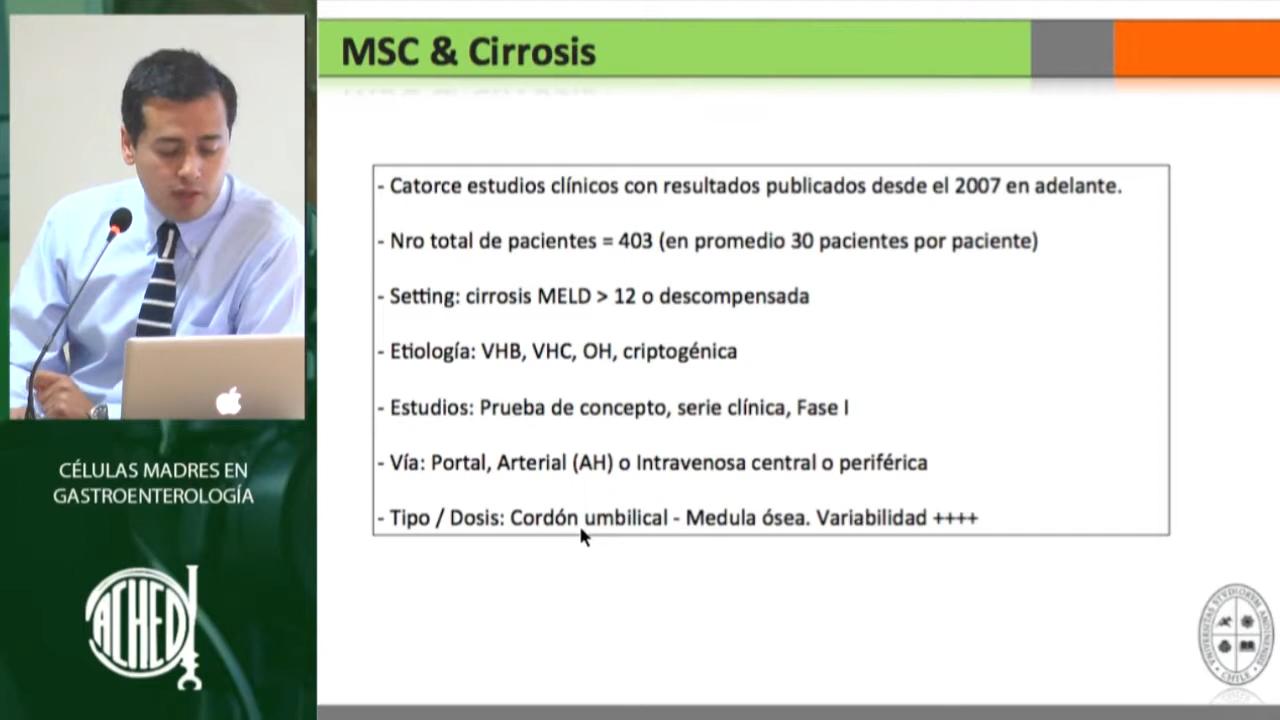 MSC & Cirrosis
- Catorce estudios clínicos con resultados publicados desde el 2007 en adelante.
- Nro total de pacientes = 403 (en promedio 30 pacientes por paciente)
- Setting: cirrosis MELD > 12 o descompensada
- Etiología: VHB, VHC, OH, criptogénica
- Estudios: Prueba de concepto, serie clínica, Fase I
- Vía: Portal, Arterial (AH) o Intravenosa central o periférica
- Tipo / Dosis: Cordón umbilical - Medula ósea. Variabilidad ++++
CÉLULAS MADRES EN
GASTROENTEROLOGÍA
ACHED